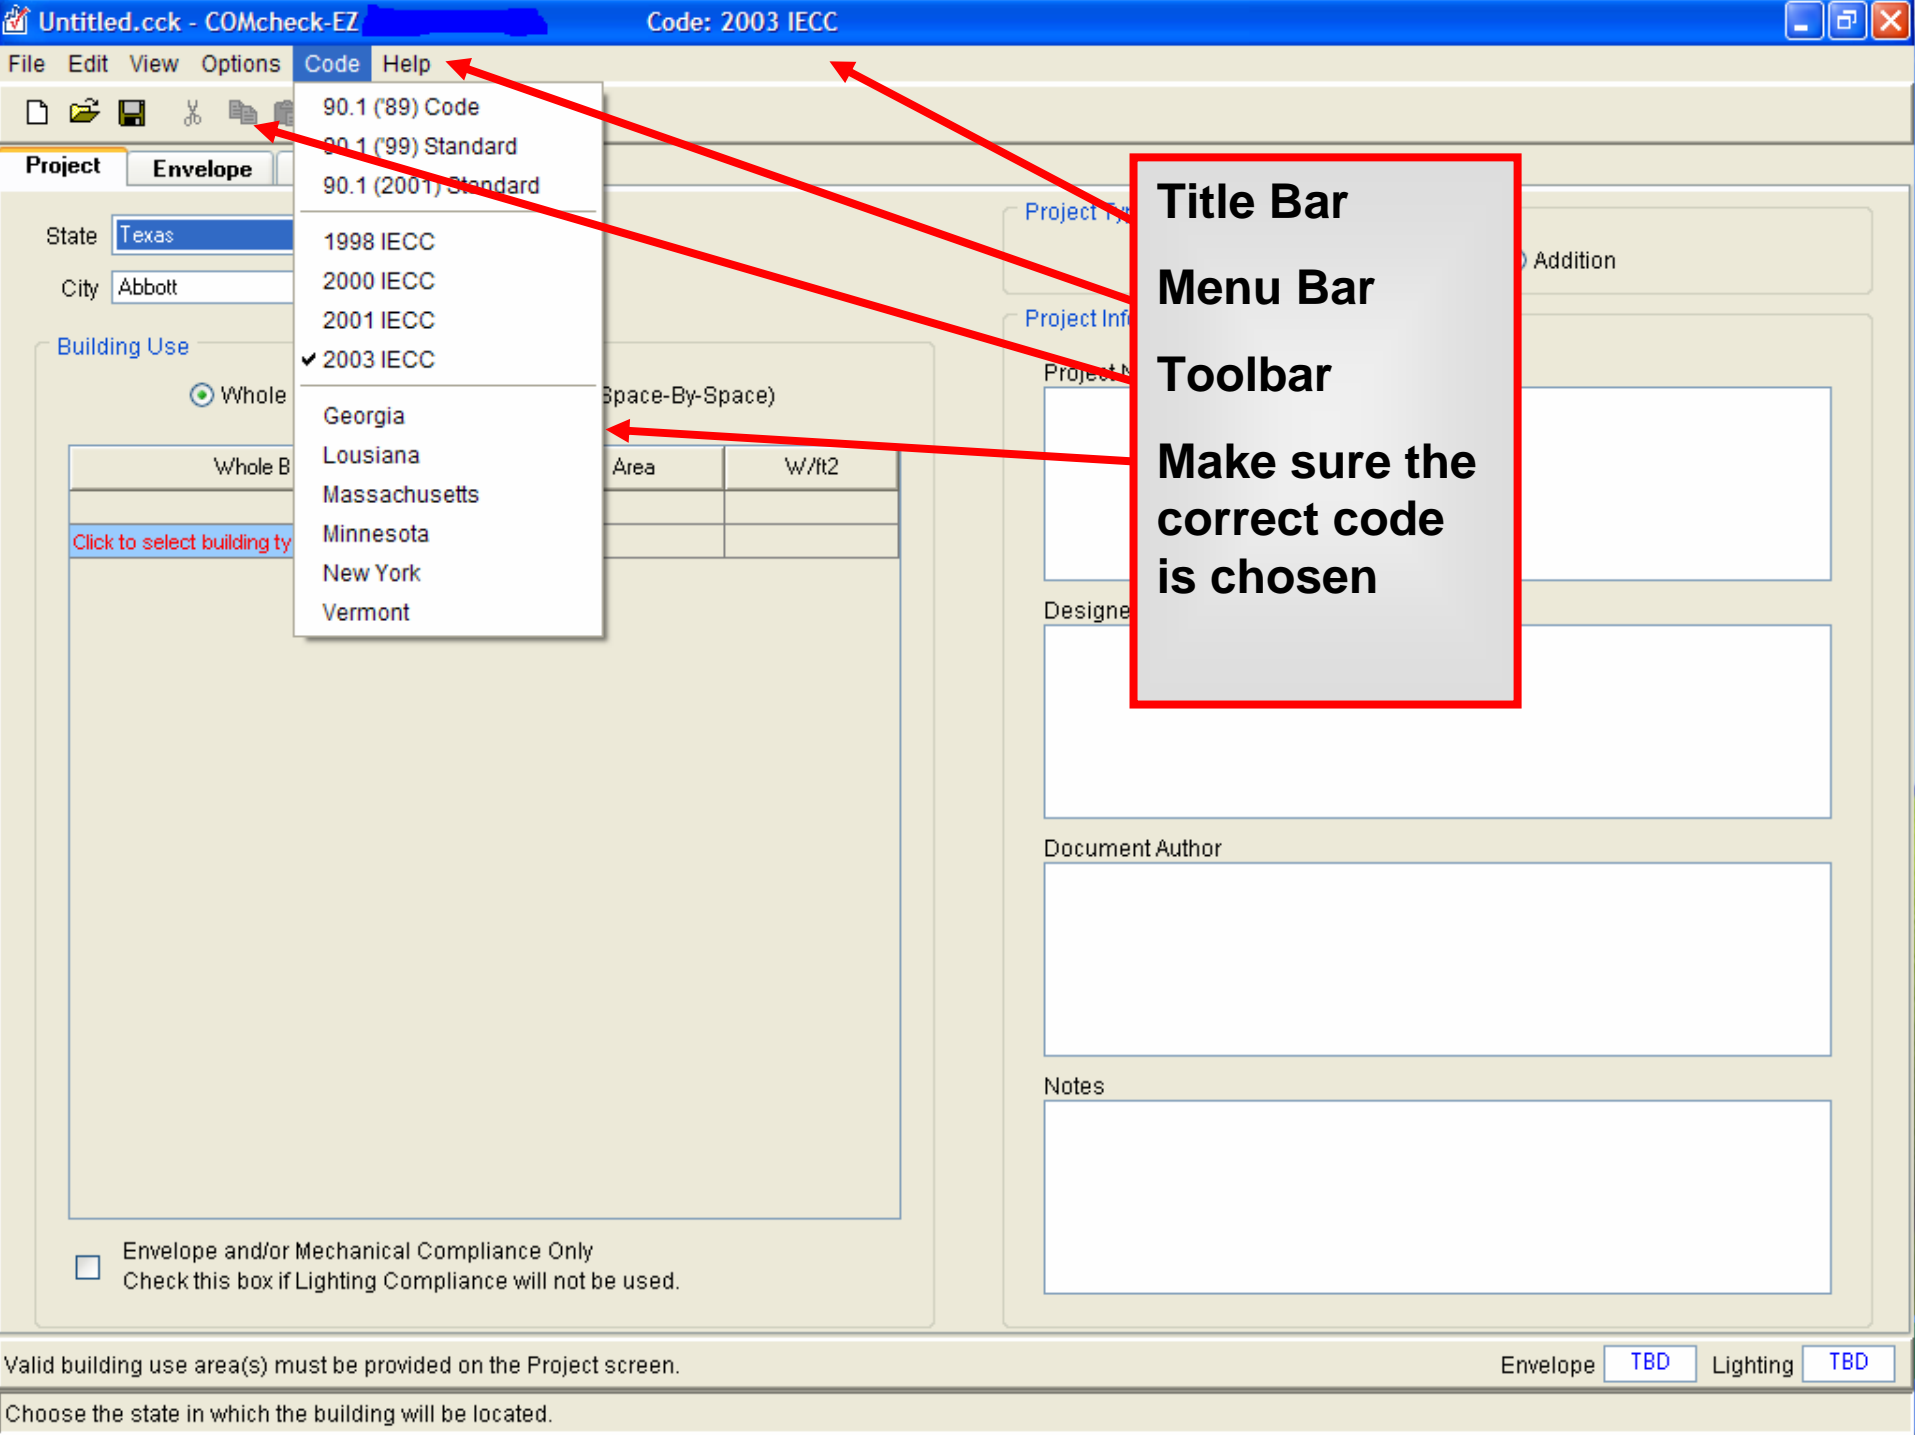 Untitled.cck - COMcheck-EZ Code: 2003 IECC
File Edit View Options Code Help
90.1 ('89) Code
90.1 ('99) Standard
90.1 (2001) Standard
1998 IECC
2000 IECC
2001 IECC
2003 IECC
Georgia
Lousiana
Massachusetts
Minnesota
New York
Vermont
Project Envelope
State Texas
City Abbott
Building Use
Whole Space-By-Space)
Whole B Area W/ft2
Click to select building ty
Envelope and/or Mechanical Compliance Only
Check this box if Lighting Compliance will not be used.
Project Ty
Addition
Project Inf
Project N
Designe
Document Author
Notes
Title Bar
Menu Bar
Toolbar
Make sure the
correct code
is chosen
Valid building use area(s) must be provided on the Project screen.
Envelope TBD Lighting TBD
Choose the state in which the building will be located.